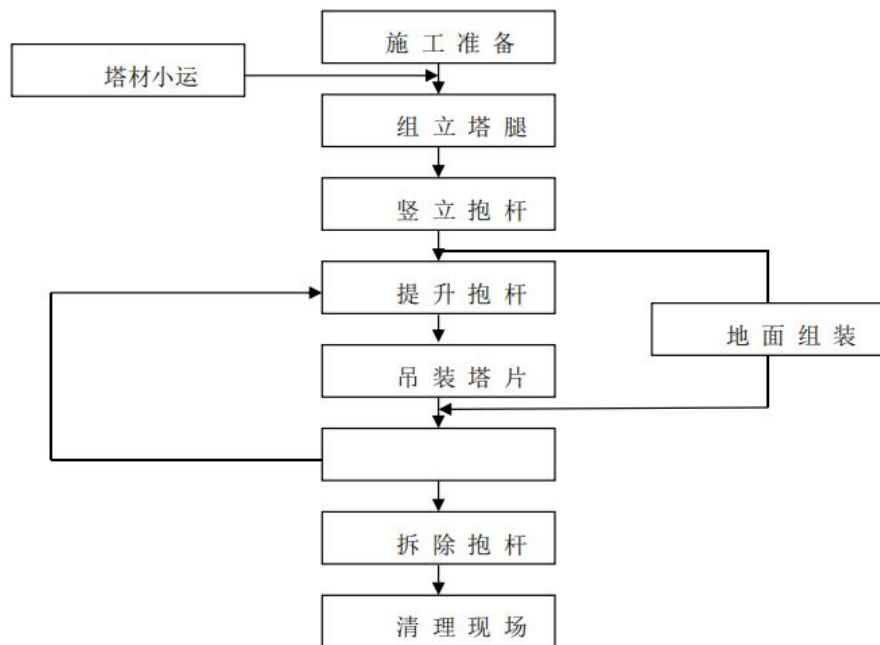 施工准备
塔材小运
组立塔腿
竖立抱杆
提升抱杆
地面组装
吊装塔片
拆除抱杆
清理现场